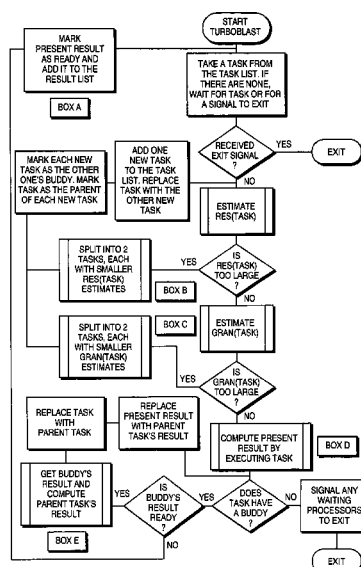 START
TURBOBLAST
MARK
PRESENT RESULT
AS READY AND
ADD IT TO THE
RESULT LIST
BOX A
TAKE A TASK FROM
THE TASK LIST. IF
THERE ARE NONE,
WAIT FOR TASK OR FOR
A SIGNAL TO EXIT
RECEIVED
EXIT SIGNAL
?
YES
EXIT
NO
MARK EACH NEW
TASK AS THE OTHER
ONE'S BUDDY. MARK
TASK AS THE PARENT
OF EACH NEW TASK
ADD ONE
NEW TASK
TO THE TASK
LIST. REPLACE
TASK WITH THE
OTHER NEW
TASK
ESTIMATE
RES(TASK)
SPLIT INTO 2
TASKS, EACH
WITH SMALLER
RES(TASK)
ESTIMATES
BOX B
YES
IS
RES(TASK)
TOO LARGE
?
NO
SPLIT INTO 2
TASKS, EACH
WITH SMALLER
GRAN(TASK)
ESTIMATES
BOX C
ESTIMATE
GRAN(TASK)
YES
IS
GRAN(TASK)
TOO LARGE
?
NO
REPLACE TASK
WITH
PARENT TASK
REPLACE
PRESENT RESULT
WITH PARENT
TASK'S RESULT
COMPUTE PRESENT
RESULT BY
EXECUTING TASK
BOX D
GET BUDDY'S
RESULT AND
COMPUTE
PARENT TASK'S
RESULT
BOX E
YES
IS
BUDDY'S
RESULT
READY
?
NO
YES
DOES
TASK HAVE
A BUDDY
?
NO
SIGNAL ANY
WAITING
PROCESSORS
TO EXIT
EXIT